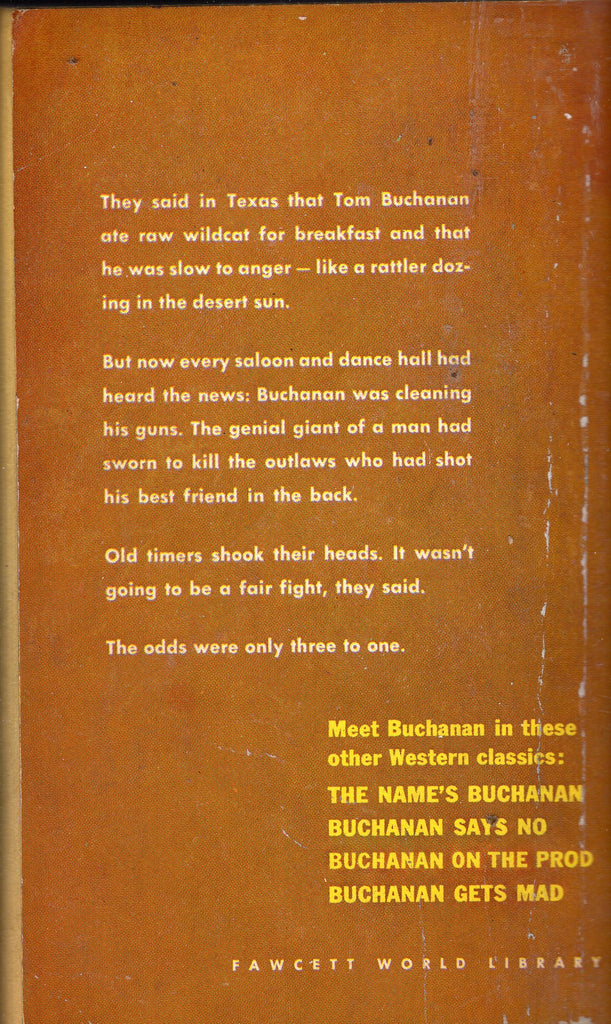 They said in Texas that Tom Buchanan
ate raw wildcat for breakfast and that
he was slow to anger — like a rattler doz-
ing in the desert sun.
But now every saloon and dance hall had
heard the news: Buchanan was cleaning
his guns. The genial giant of a man had
sworn to kill the outlaws who had shot
his best friend in the back.
Old timers shook their heads. It wasn't
going to be a fair fight, they said.
The odds were only three to one.
Meet Buchanan in these
other Western classics:
THE NAME'S BUCHANAN
BUCHANAN SAYS NO
BUCHANAN ON THE PROD
BUCHANAN GETS MAD
FAWCETT WORLD LIBRARY